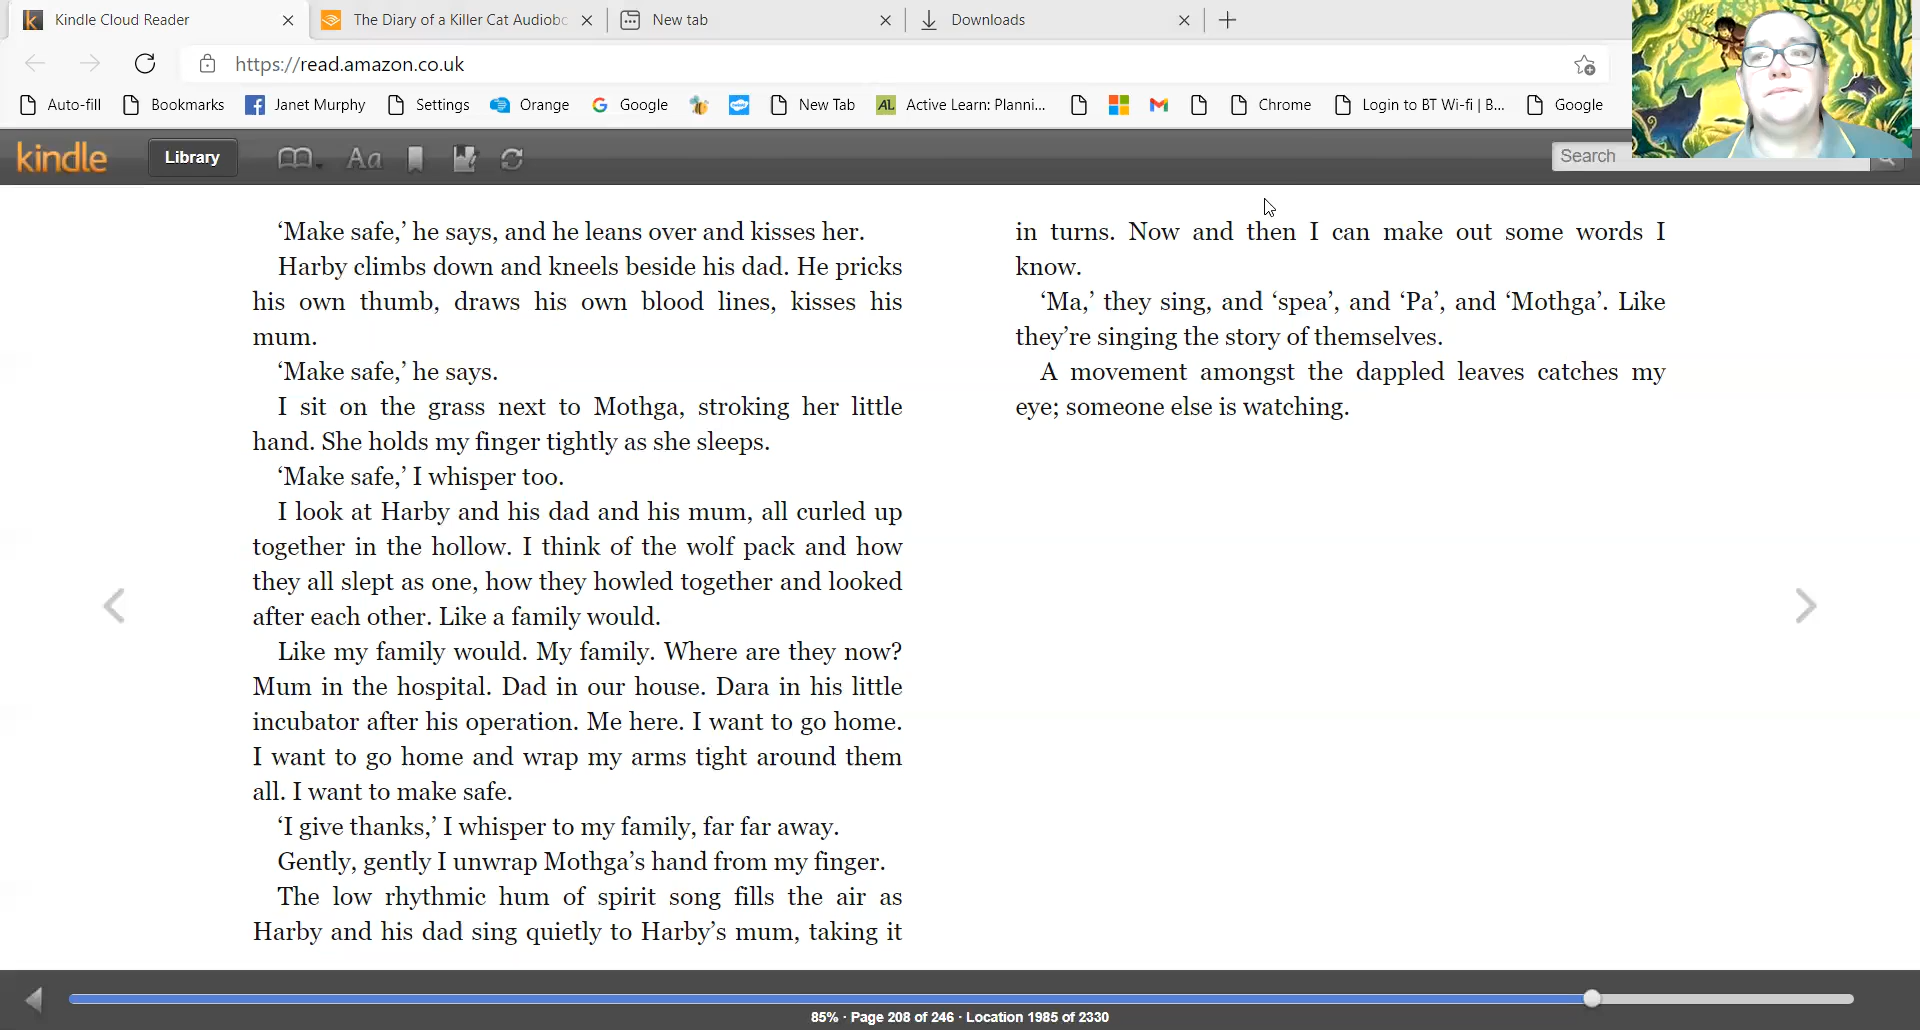 Kindle Cloud Reader
The Diary of a Killer Cat Audiobo
New tab
Downloads
https://read.amazon.co.uk
Auto-fill
Bookmarks
Janet Murphy
Settings
Orange
Google
New Tab
AL Active Learn: Planni...
Chrome
Login to BT Wi-fi | B...
Google
kindle
Library
Aa
Search
‘Make safe,’ he says, and he leans over and kisses her.
Harby climbs down and kneels beside his dad. He pricks
his own thumb, draws his own blood lines, kisses his
mum.
‘Make safe,’ he says.
I sit on the grass next to Mothga, stroking her little
hand. She holds my finger tightly as she sleeps.
‘Make safe,’ I whisper too.
I look at Harby and his dad and his mum, all curled up
together in the hollow. I think of the wolf pack and how
they all slept as one, how they howled together and looked
after each other. Like a family would.
Like my family would. My family. Where are they now?
Mum in the hospital. Dad in our house. Dara in his little
incubator after his operation. Me here. I want to go home.
I want to go home and wrap my arms tight around them
all. I want to make safe.
‘I give thanks,’ I whisper to my family, far far away.
Gently, gently I unwrap Mothga’s hand from my finger.
The low rhythmic hum of spirit song fills the air as
Harby and his dad sing quietly to Harby’s mum, taking it
in turns. Now and then I can make out some words I
know.
‘Ma,’ they sing, and ‘spea’, and ‘Pa’, and ‘Mothga’. Like
they’re singing the story of themselves.
A movement amongst the dappled leaves catches my
eye; someone else is watching.
85% · Page 208 of 246 · Location 1985 of 2330